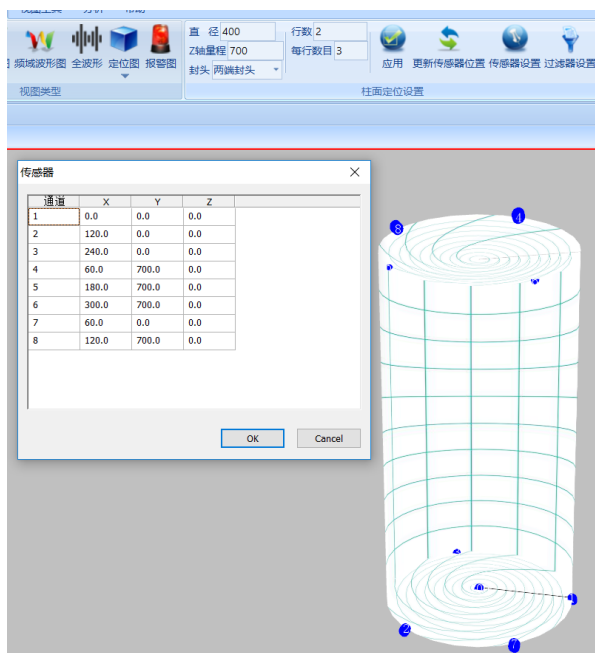 直 径 400
行数 2
Z轴量程 700
每行数目 3
封头 两端封头
频域波形图 全波形 定位图 报警图
应用 更新传感器位置 传感器设置 过滤器设置
视图类型
柱面定位设置
传感器
通道 X Y Z
1 0.0 0.0 0.0
2 120.0 0.0 0.0
3 240.0 0.0 0.0
4 60.0 700.0 0.0
5 180.0 700.0 0.0
6 300.0 700.0 0.0
7 60.0 0.0 0.0
8 120.0 700.0 0.0
OK Cancel
4
8
2
7